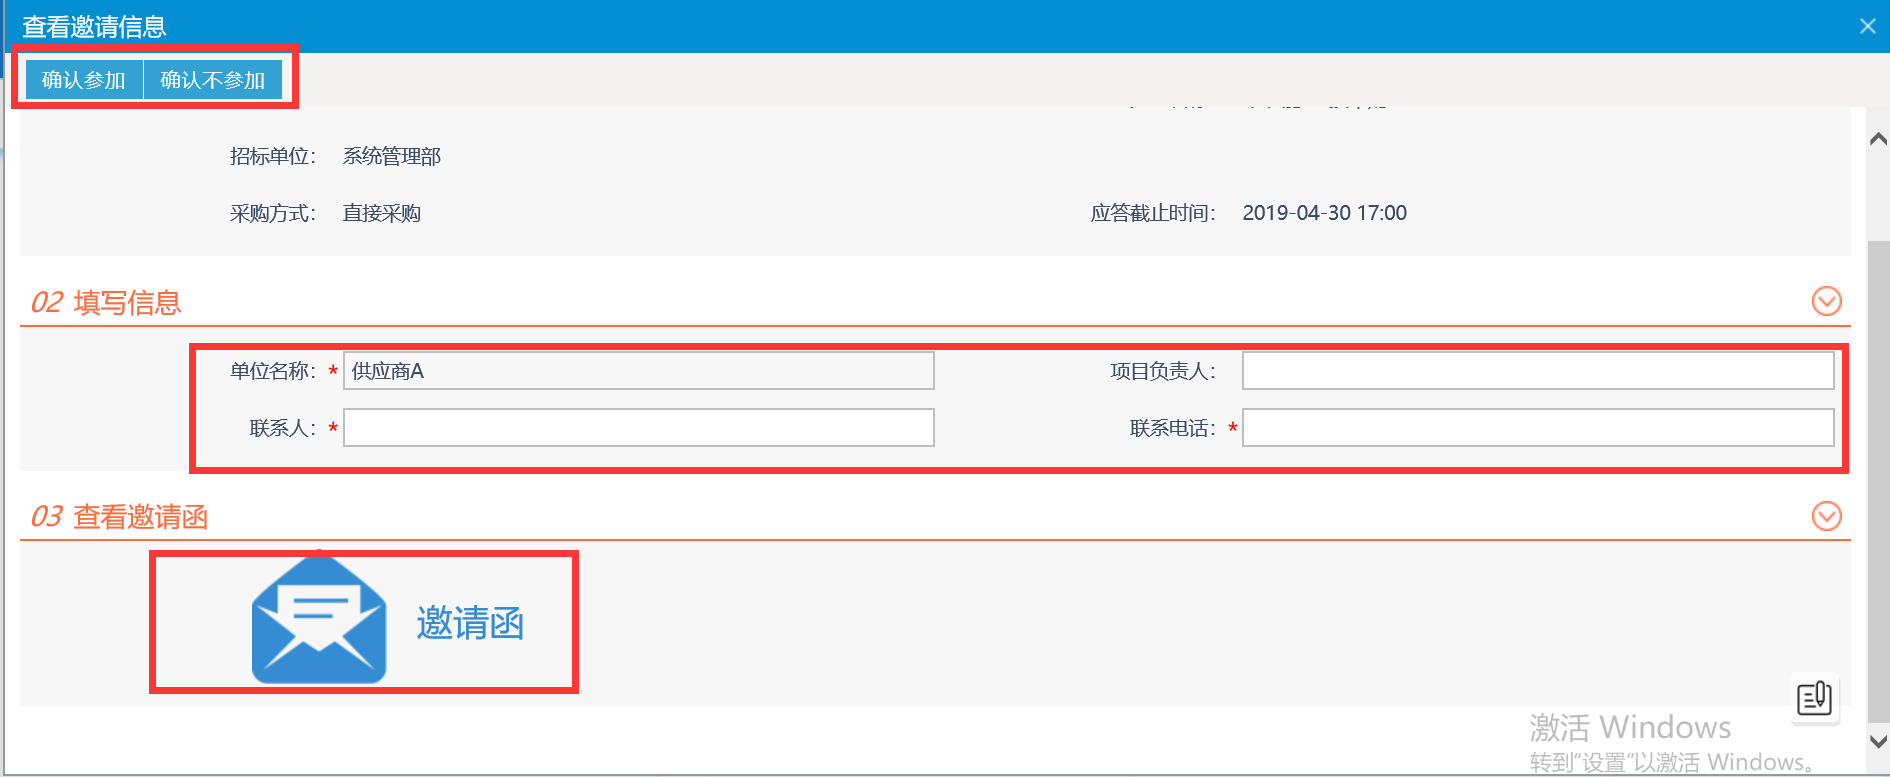 查看邀请信息
确认参加 确认不参加
招标单位： 系统管理部
采购方式： 直接采购 应答截止时间： 2019-04-30 17:00
02 填写信息
单位名称：* 供应商A 项目负责人：
联系人：* 联系电话：*
03 查看邀请函
邀请函
激活 Windows
转到“设置”以激活 Windows。